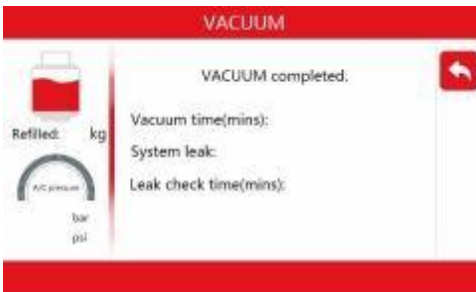 VACUUM
VACUUM completed.
Refilled: kg
Vacuum time(mins):
System leak:
Leak check time(mins):
A/C pressure
bar
psi